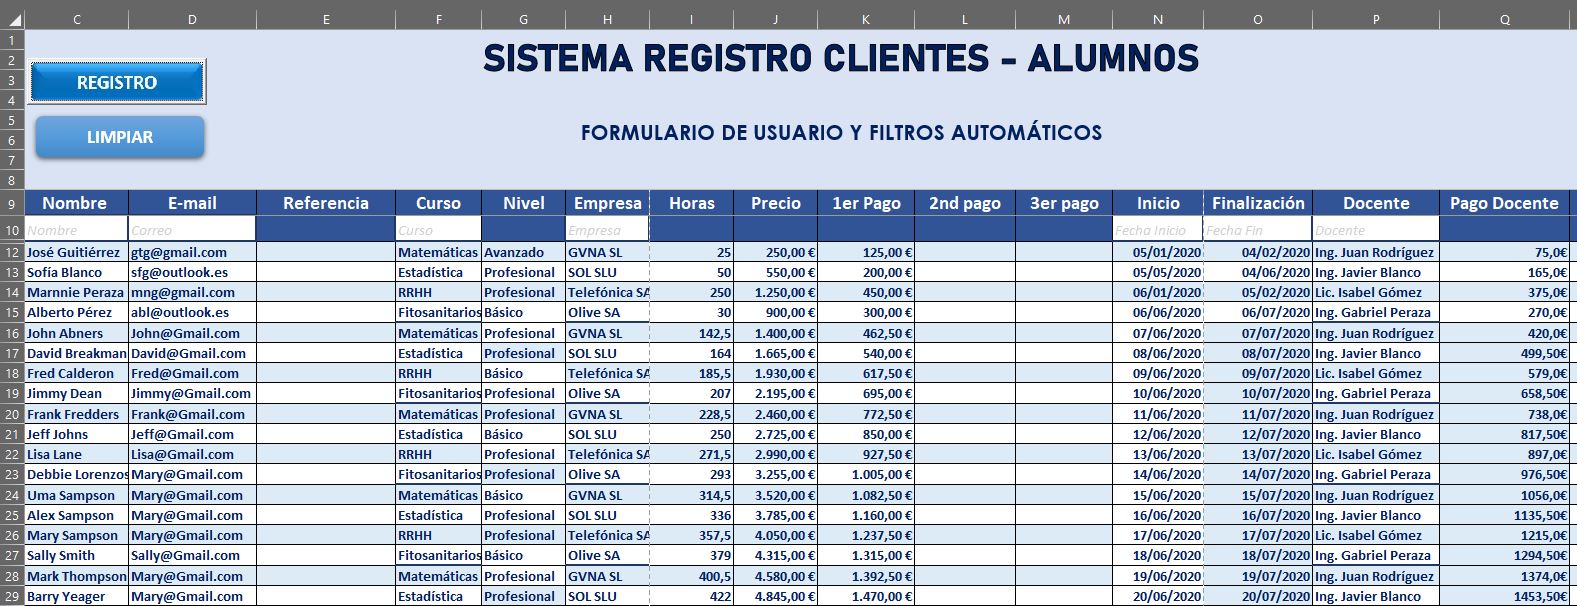 C D E F G H I J K L M N O P Q
1
SISTEMA REGISTRO CLIENTES - ALUMNOS
2
3 REGISTRO
4
5
6 LIMPIAR FORMULARIO DE USUARIO Y FILTROS AUTOMÁTICOS
7
8
9 Nombre E-mail Referencia Curso Nivel Empresa Horas Precio 1er Pago 2nd pago 3er pago Inicio Finalización Docente Pago Docente
10 Nombre Correo Curso Empresa Fecha Inicio Fecha Fin Docente
12 José Guitiérrez gtg@gmail.com Matemáticas Avanzado GVNA SL 25 250,00 € 125,00 € 05/01/2020 04/02/2020 Ing. Juan Rodríguez 75,0€
13 Sofía Blanco sfg@outlook.es Estadística Profesional SOL SLU 50 550,00 € 200,00 € 05/05/2020 04/06/2020 Ing. Javier Blanco 165,0€
14 Marnnie Peraza mng@gmail.com RRHH Profesional Telefónica SA 250 1.250,00 € 450,00 € 06/01/2020 05/02/2020 Lic. Isabel Gómez 375,0€
15 Alberto Pérez abl@outlook.es Fitosanitarios Básico Olive SA 30 900,00 € 300,00 € 06/06/2020 06/07/2020 Ing. Gabriel Peraza 270,0€
16 John Abners John@Gmail.com Matemáticas Profesional GVNA SL 142,5 1.400,00 € 462,50 € 07/06/2020 07/07/2020 Ing. Juan Rodríguez 420,0€
17 David Breakman David@Gmail.com Estadística Profesional SOL SLU 164 1.665,00 € 540,00 € 08/06/2020 08/07/2020 Ing. Javier Blanco 499,50€
18 Fred Calderon Fred@Gmail.com RRHH Básico Telefónica SA 185,5 1.930,00 € 617,50 € 09/06/2020 09/07/2020 Lic. Isabel Gómez 579,0€
19 Jimmy Dean Jimmy@Gmail.com Fitosanitarios Profesional Olive SA 207 2.195,00 € 695,00 € 10/06/2020 10/07/2020 Ing. Gabriel Peraza 658,50€
20 Frank Fredders Frank@Gmail.com Matemáticas Profesional GVNA SL 228,5 2.460,00 € 772,50 € 11/06/2020 11/07/2020 Ing. Juan Rodríguez 738,0€
21 Jeff Johns Jeff@Gmail.com Estadística Básico SOL SLU 250 2.725,00 € 850,00 € 12/06/2020 12/07/2020 Ing. Javier Blanco 817,50€
22 Lisa Lane Lisa@Gmail.com RRHH Profesional Telefónica SA 271,5 2.990,00 € 927,50 € 13/06/2020 13/07/2020 Lic. Isabel Gómez 897,0€
23 Debbie Lorenzos Mary@Gmail.com Fitosanitarios Profesional Olive SA 293 3.255,00 € 1.005,00 € 14/06/2020 14/07/2020 Ing. Gabriel Peraza 976,50€
24 Uma Sampson Mary@Gmail.com Matemáticas Básico GVNA SL 314,5 3.520,00 € 1.082,50 € 15/06/2020 15/07/2020 Ing. Juan Rodríguez 1056,0€
25 Alex Sampson Mary@Gmail.com Estadística Profesional SOL SLU 336 3.785,00 € 1.160,00 € 16/06/2020 16/07/2020 Ing. Javier Blanco 1135,50€
26 Mary Sampson Mary@Gmail.com RRHH Profesional Telefónica SA 357,5 4.050,00 € 1.237,50 € 17/06/2020 17/07/2020 Lic. Isabel Gómez 1215,0€
27 Sally Smith Sally@Gmail.com Fitosanitarios Básico Olive SA 379 4.315,00 € 1.315,00 € 18/06/2020 18/07/2020 Ing. Gabriel Peraza 1294,50€
28 Mark Thompson Mary@Gmail.com Matemáticas Profesional GVNA SL 400,5 4.580,00 € 1.392,50 € 19/06/2020 19/07/2020 Ing. Juan Rodríguez 1374,0€
29 Barry Yeager Mary@Gmail.com Estadística Profesional SOL SLU 422 4.845,00 € 1.470,00 € 20/06/2020 20/07/2020 Ing. Javier Blanco 1453,50€